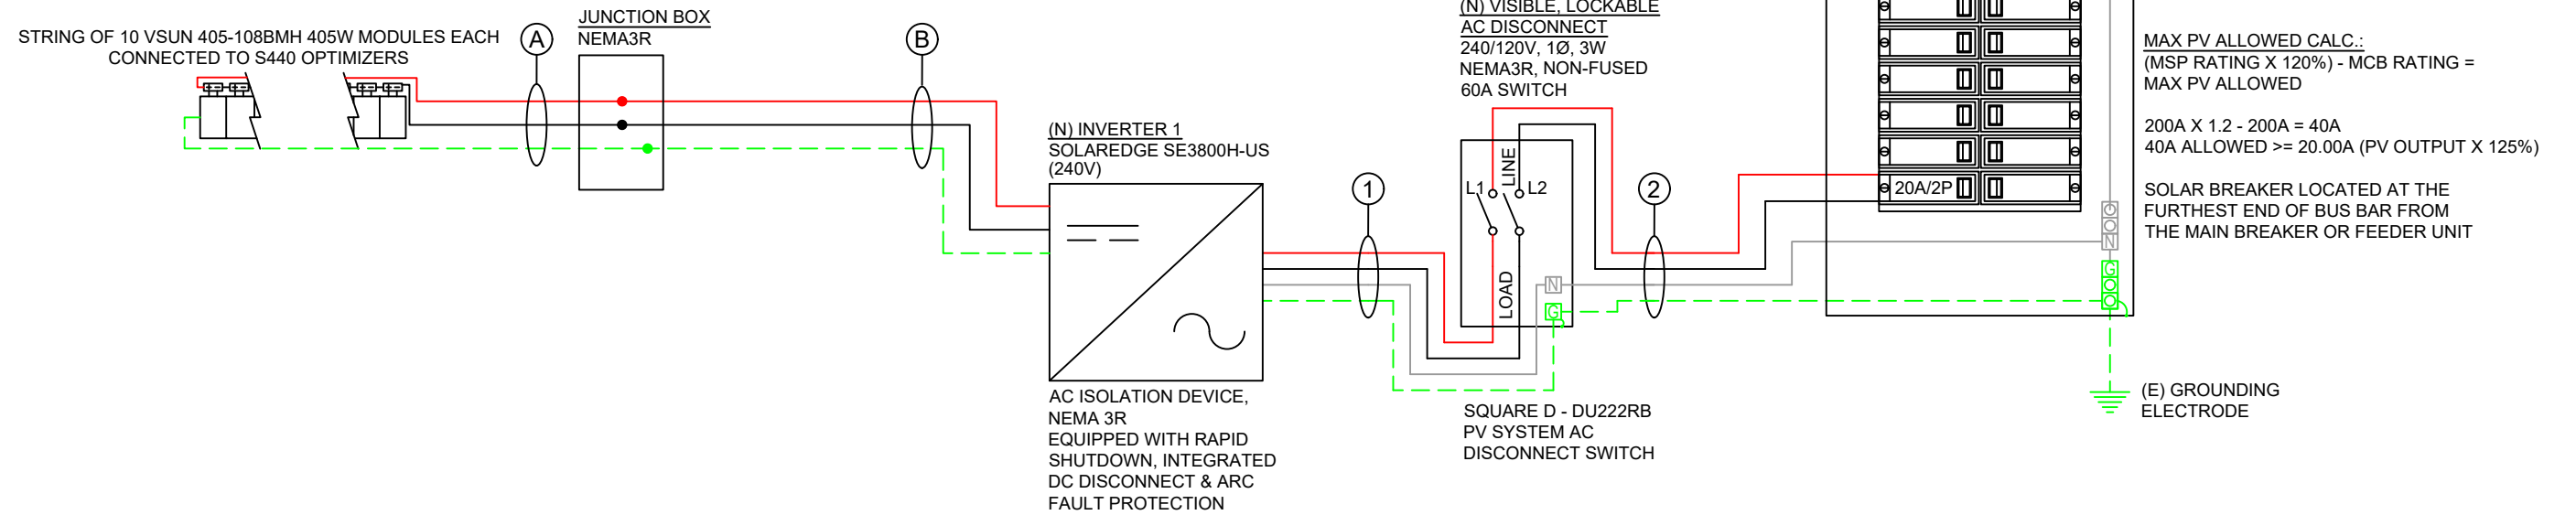 STRING OF 10 VSUN 405-108BMH 405W MODULES EACH
CONNECTED TO S440 OPTIMIZERS
A
JUNCTION BOX
NEMA3R
B
(N) INVERTER 1
SOLAREDGE SE3800H-US
(240V)
AC ISOLATION DEVICE,
NEMA 3R
EQUIPPED WITH RAPID
SHUTDOWN, INTEGRATED
DC DISCONNECT & ARC
FAULT PROTECTION
1
(N) VISIBLE, LOCKABLE
AC DISCONNECT
240/120V, 1Ø, 3W
NEMA3R, NON-FUSED
60A SWITCH
L1
LINE
L2
LOAD
N
G
SQUARE D - DU222RB
PV SYSTEM AC
DISCONNECT SWITCH
2
20A/2P
N
G
MAX PV ALLOWED CALC.:
(MSP RATING X 120%) - MCB RATING =
MAX PV ALLOWED
200A X 1.2 - 200A = 40A
40A ALLOWED >= 20.00A (PV OUTPUT X 125%)
SOLAR BREAKER LOCATED AT THE
FURTHEST END OF BUS BAR FROM
THE MAIN BREAKER OR FEEDER UNIT
(E) GROUNDING
ELECTRODE